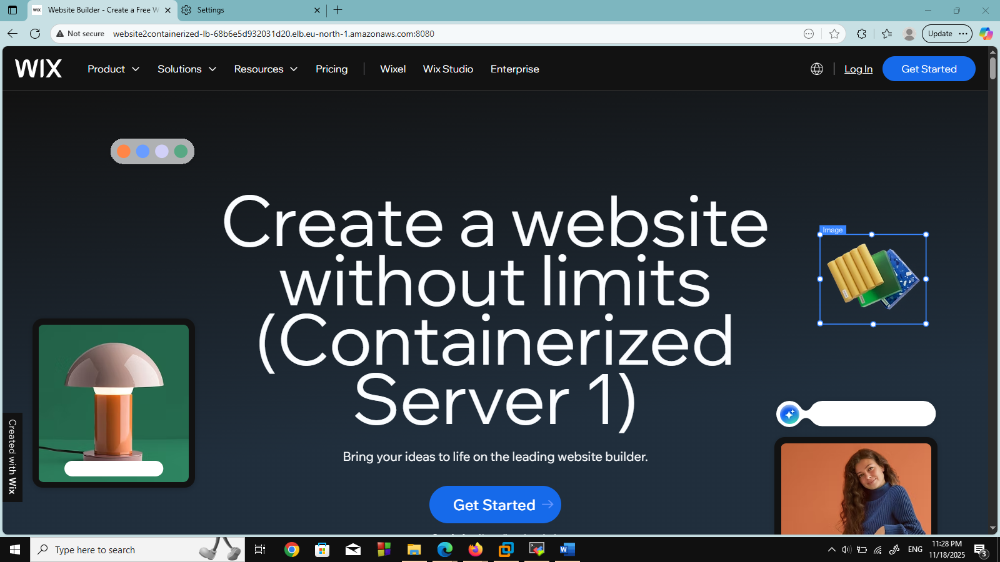 Website Builder - Create a Free W
Settings
Not secure
website2containerized-lb-68b6e5d932031d20.elb.eu-north-1.amazonaws.com:8080
Update
WIX
Product
Solutions
Resources
Pricing
Wixel
Wix Studio
Enterprise
Log In
Get Started
Image
Create a website
without limits
(Containerized
Server 1)
Bring your ideas to life on the leading website builder.
Get Started
Created with Wix
Type here to search
ENG
11:28 PM
11/18/2025
3